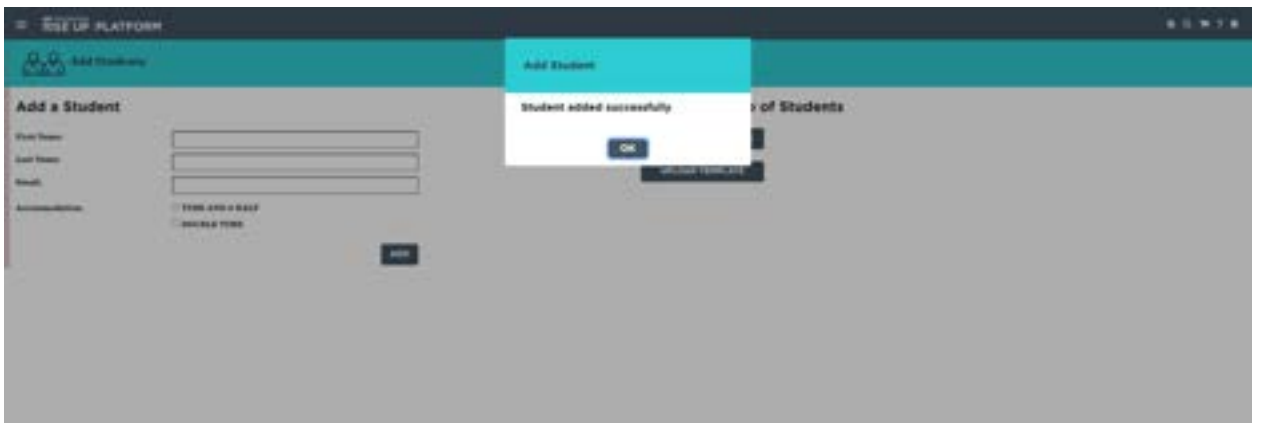 RISE UP PLATFORM
Add Students
Add Student
Student added successfully
OK
Add a Student
First Name:
Last Name:
Email:
Accommodation:
TIME AND A HALF
DOUBLE TIME
ADD
of Students
UPLOAD TEMPLATE